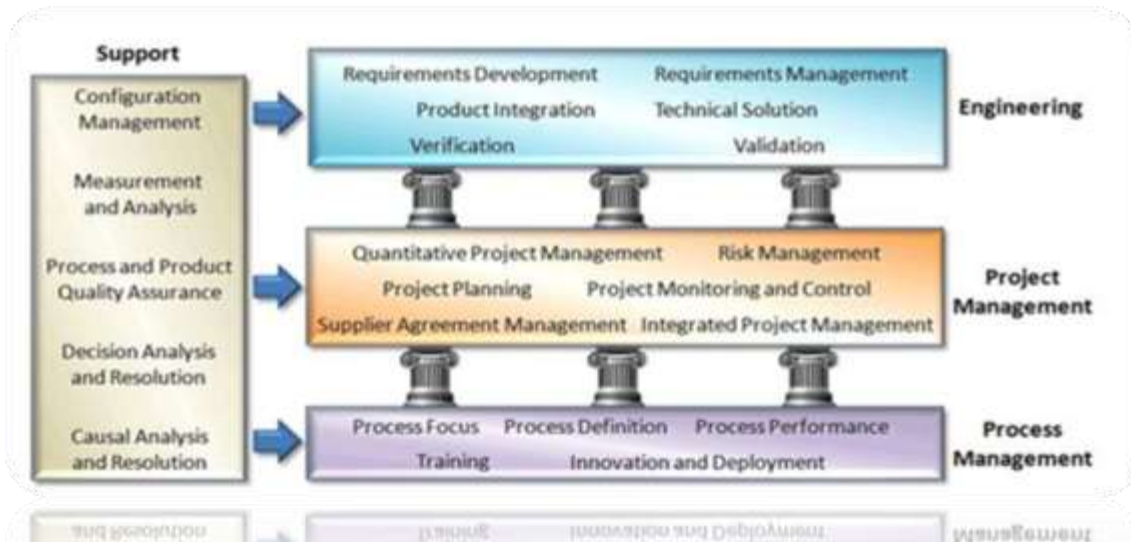 Support
Configuration
Management
Measurement
and Analysis
Process and Product
Quality Assurance
Decision Analysis
and Resolution
Causal Analysis
and Resolution
Requirements Development Requirements Management
Product Integration Technical Solution
Verification Validation
Engineering
Quantitative Project Management Risk Management
Project Planning Project Monitoring and Control
Supplier Agreement Management Integrated Project Management
Project
Management
Process Focus Process Definition Process Performance
Training Innovation and Deployment
Process
Management